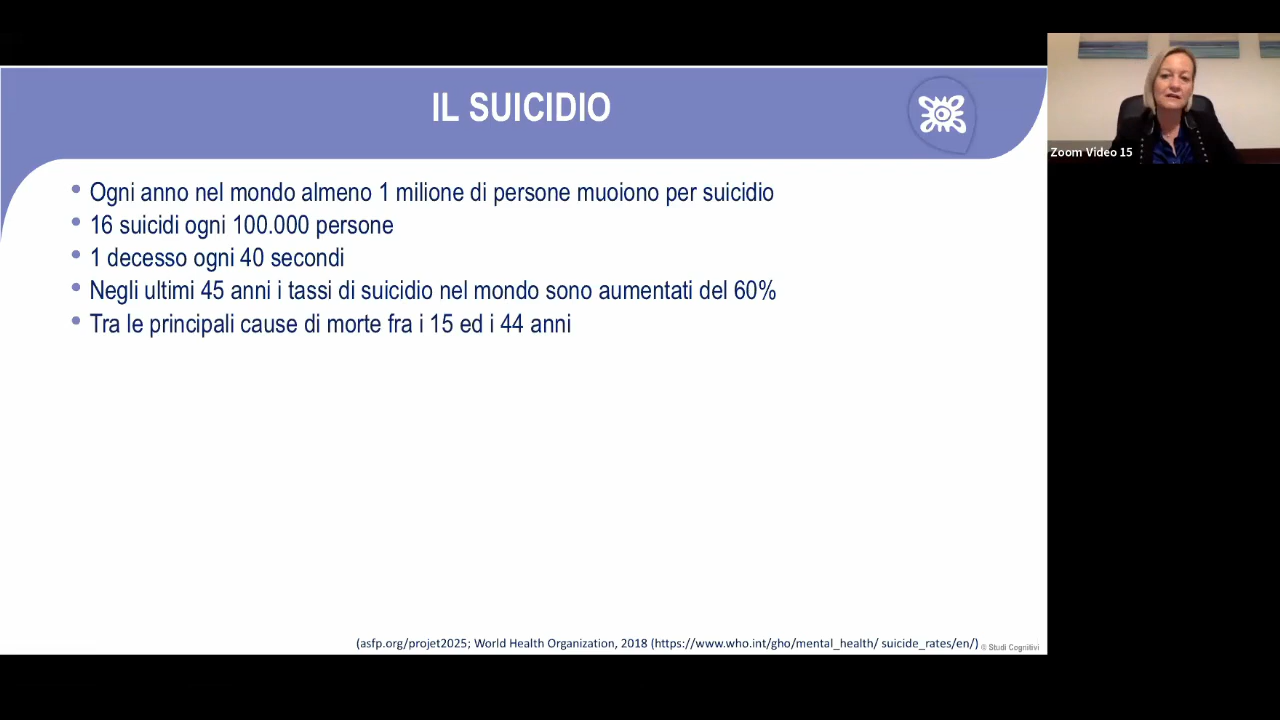 IL SUICIDIO
Zoom Video 15
• Ogni anno nel mondo almeno 1 milione di persone muoiono per suicidio
• 16 suicidi ogni 100.000 persone
• 1 decesso ogni 40 secondi
• Negli ultimi 45 anni i tassi di suicidio nel mondo sono aumentati del 60%
• Tra le principali cause di morte fra i 15 ed i 44 anni
(asfp.org/projet2025; World Health Organization, 2018 (https://www.who.int/gho/mental_health/ suicide_rates/en/) © Studi Cognitivi